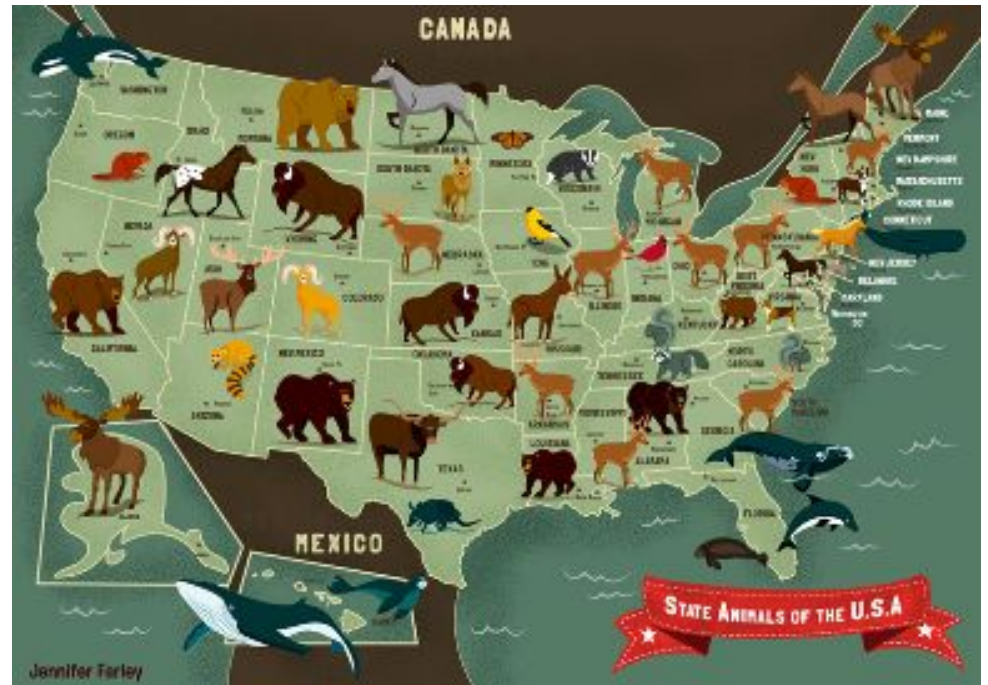 CANADA
WASHINGTON
MAINE
OREGON
IDAHO
MONTANA
NORTH DAKOTA
MINNESOTA
VERMONT
NEW HAMPSHIRE
MASSACHUSETTS
RHODE ISLAND
CONNECTICUT
SOUTH DAKOTA
WISCONSIN
MICHIGAN
NEW
YORK
NEVADA
WYOMING
NEBRASKA
IOWA
PENNSYLVANIA
NEW JERSEY
DELAWARE
MARYLAND
WASHINGTON
DC
UTAH
COLORADO
ILLINOIS
INDIANA
OHIO
WEST
VIRGINIA
VIRGINIA
CALIFORNIA
KANSAS
MISSOURI
KENTUCKY
NEW MEXICO
OKLAHOMA
TENNESSEE
NORTH
CAROLINA
ARIZONA
ARKANSAS
MISSISSIPPI
GEORGIA
SOUTH
CAROLINA
LOUISIANA
ALABAMA
TEXAS
FLORIDA
MEXICO
STATE ANIMALS OF THE U.S.A
Jennifer Farley